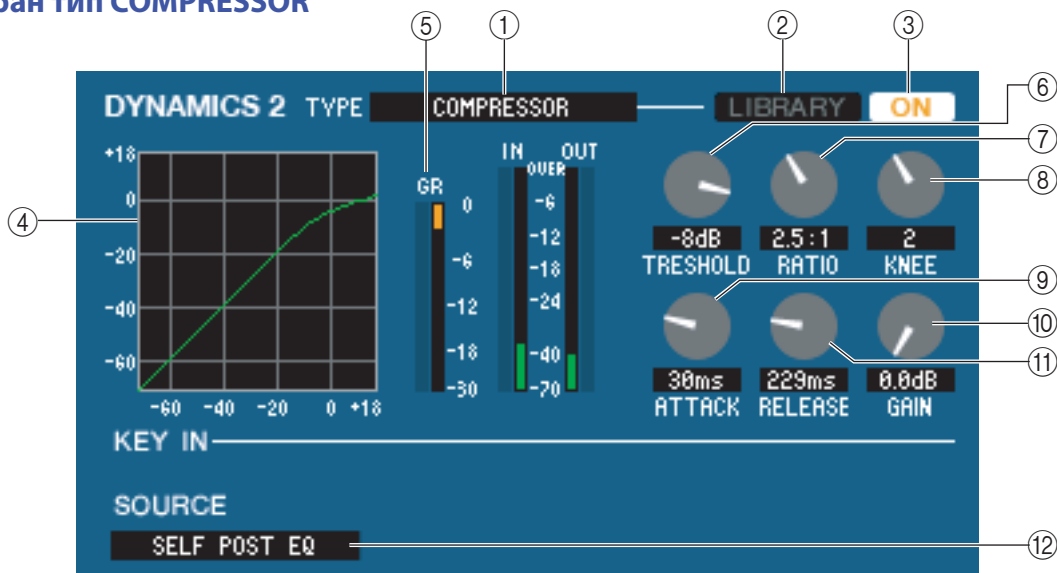 тип COMPRESSOR
⑤ ① ② ③
DYNAMICS 2 TYPE COMPRESSOR LIBRARY ON
⑥
⑦
⑧
④
+18
0
-20
-40
-60
-60 -40 -20 0 +18
GR
0
-6
-12
-18
-30
IN OUT
OVER
-6
-12
-18
-24
-40
-70
-8dB 2.5:1 2
TRESHOLD RATIO KNEE
⑨
⑩
⑪
30ms 229ms 0.0dB
ATTACK RELEASE GAIN
KEY IN
SOURCE
SELF POST EQ
⑫